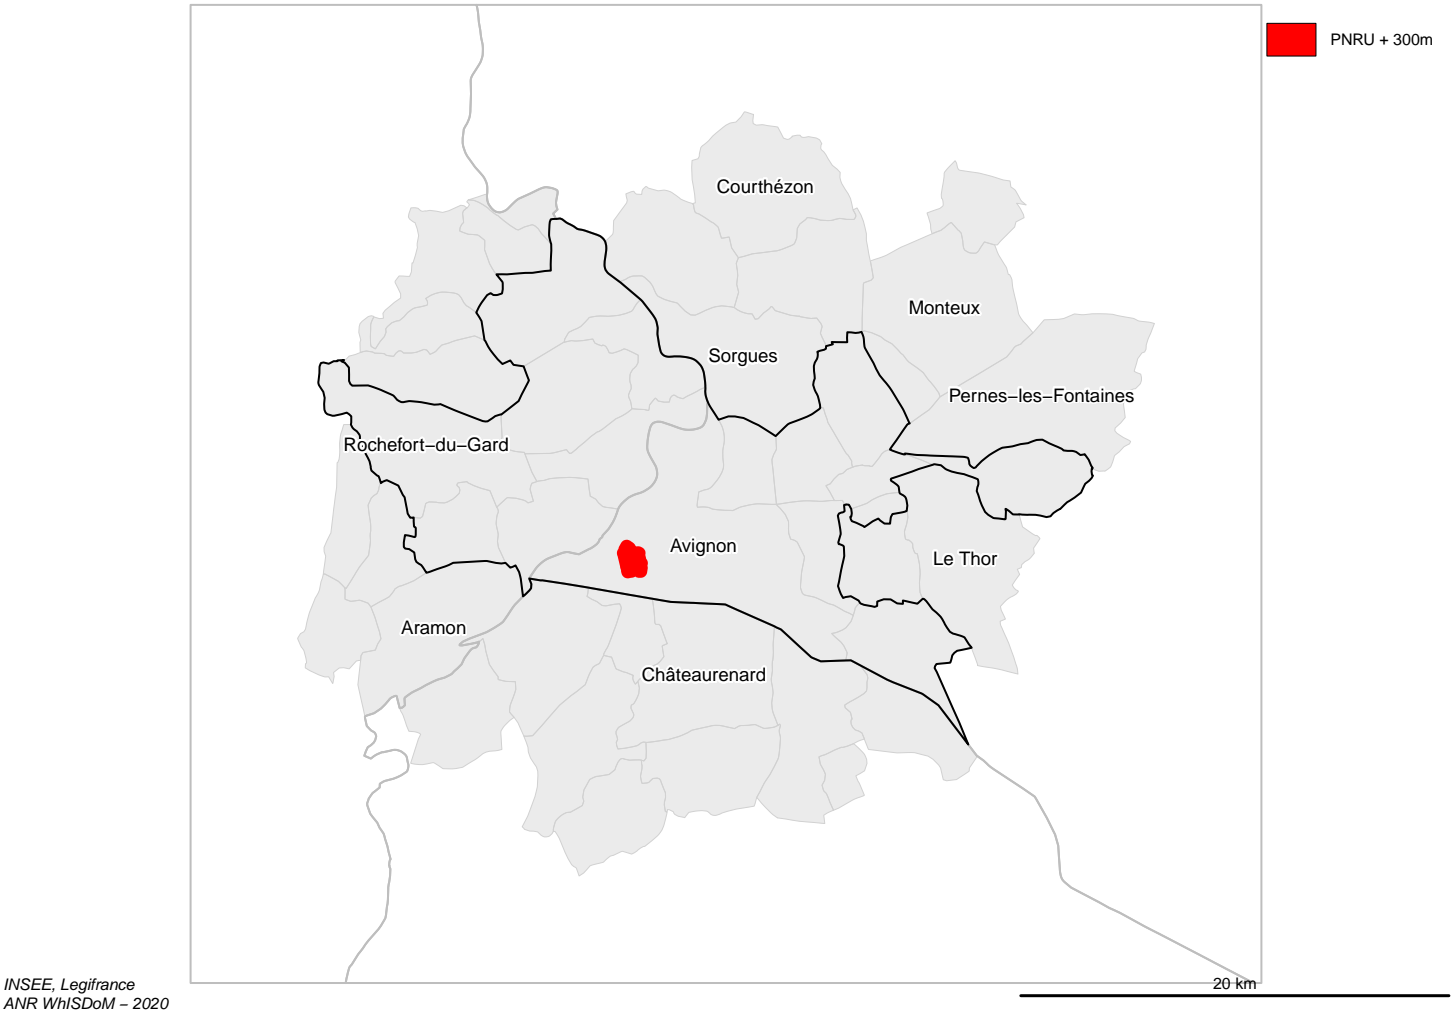 PNRU + 300m
Courthézon
Monteux
Sorgues
Pernes−les−Fontaines
Rochefort−du−Gard
Avignon
Le Thor
Aramon
Châteaurenard
INSEE, Legifrance
ANR WhISDoM − 2020
20 km